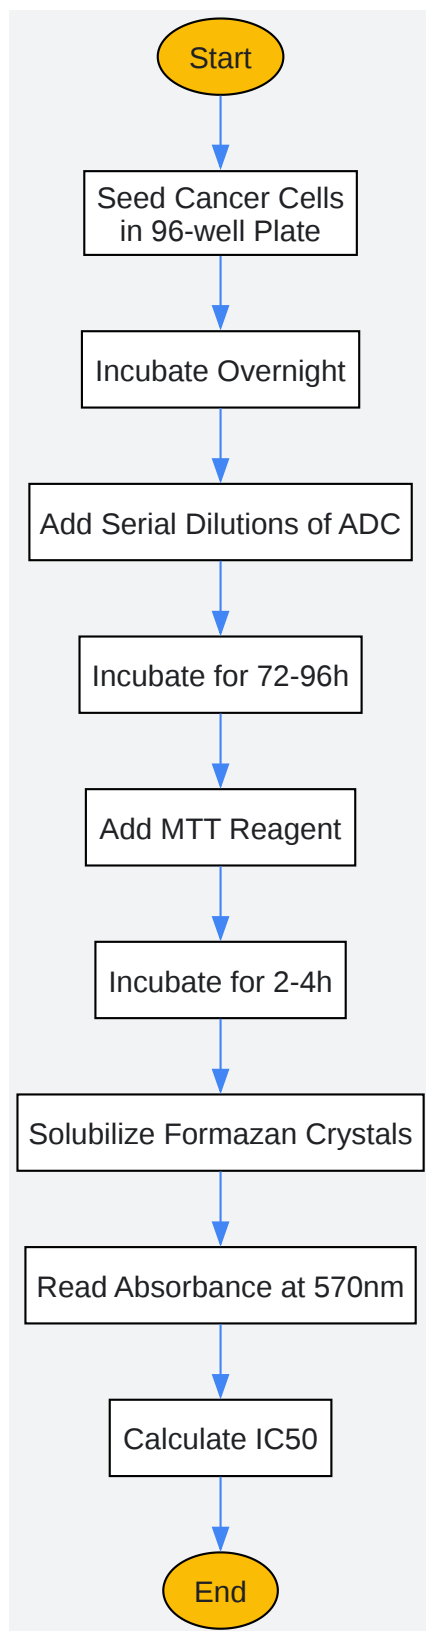 Start
Seed Cancer Cells
in 96-well Plate
Incubate Overnight
Add Serial Dilutions of ADC
Incubate for 72-96h
Add MTT Reagent
Incubate for 2-4h
Solubilize Formazan Crystals
Read Absorbance at 570nm
Calculate IC50
End